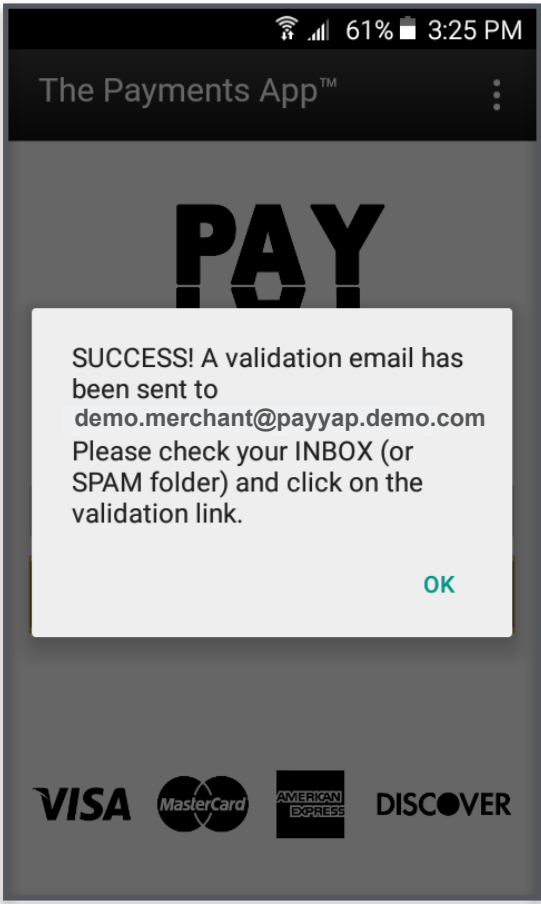 61% 3:25 PM
The Payments App™
PAY
SUCCESS! A validation email has
been sent to
demo.merchant@payyap.demo.com
Please check your INBOX (or
SPAM folder) and click on the
validation link.
OK
VISA MasterCard AMERICAN EXPRESS DISCOVER